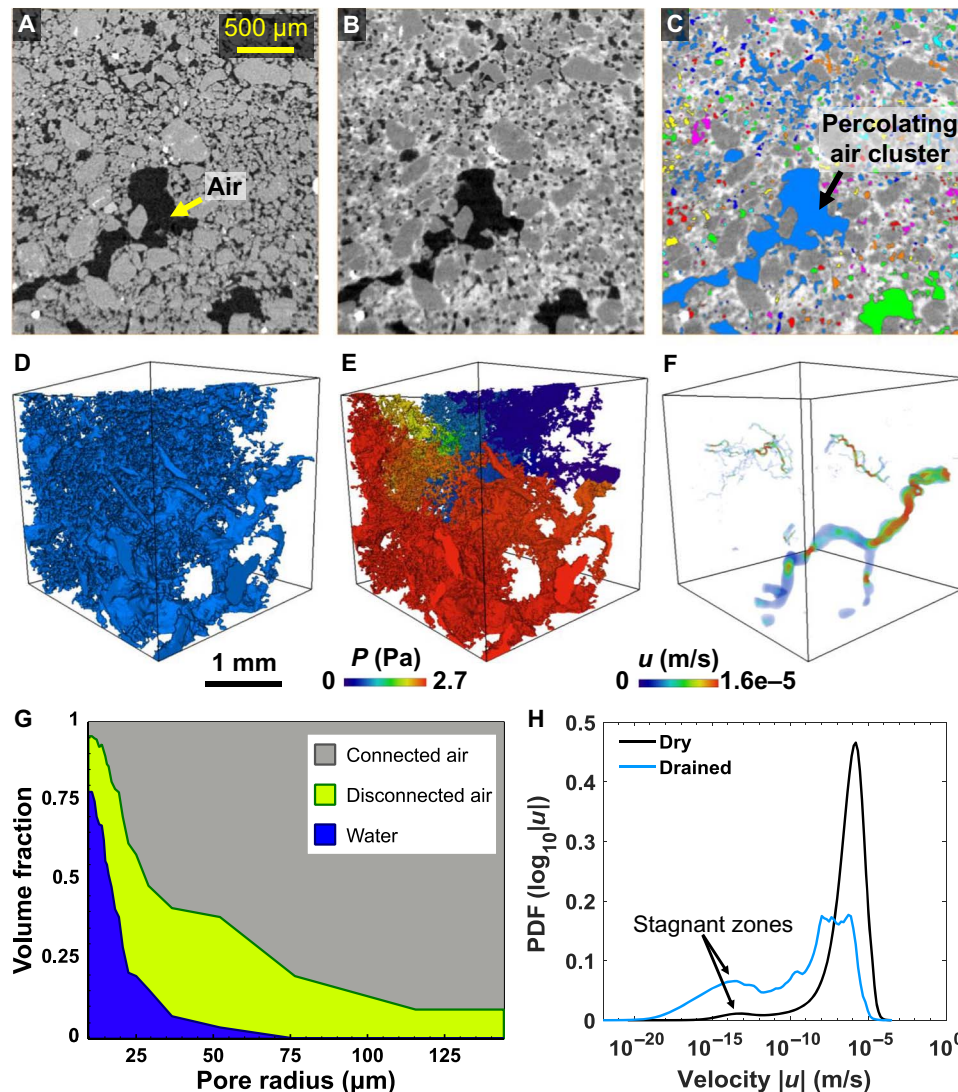 A
500 µm
Air
B
C
Percolating
air cluster
D
1 mm
E
P (Pa)
0
2.7
F
u (m/s)
0
1.6e–5
G
Volume fraction
1
0.75
0.5
0.25
0
Connected air
Disconnected air
Water
25
50
75
100
125
Pore radius (µm)
H
PDF (log₁₀|u|)
0.5
0.4
0.3
0.2
0.1
0
Dry
Drained
Stagnant zones
10⁻²⁰
10⁻¹⁵
10⁻¹⁰
10⁻⁵
10⁰
Velocity |u| (m/s)